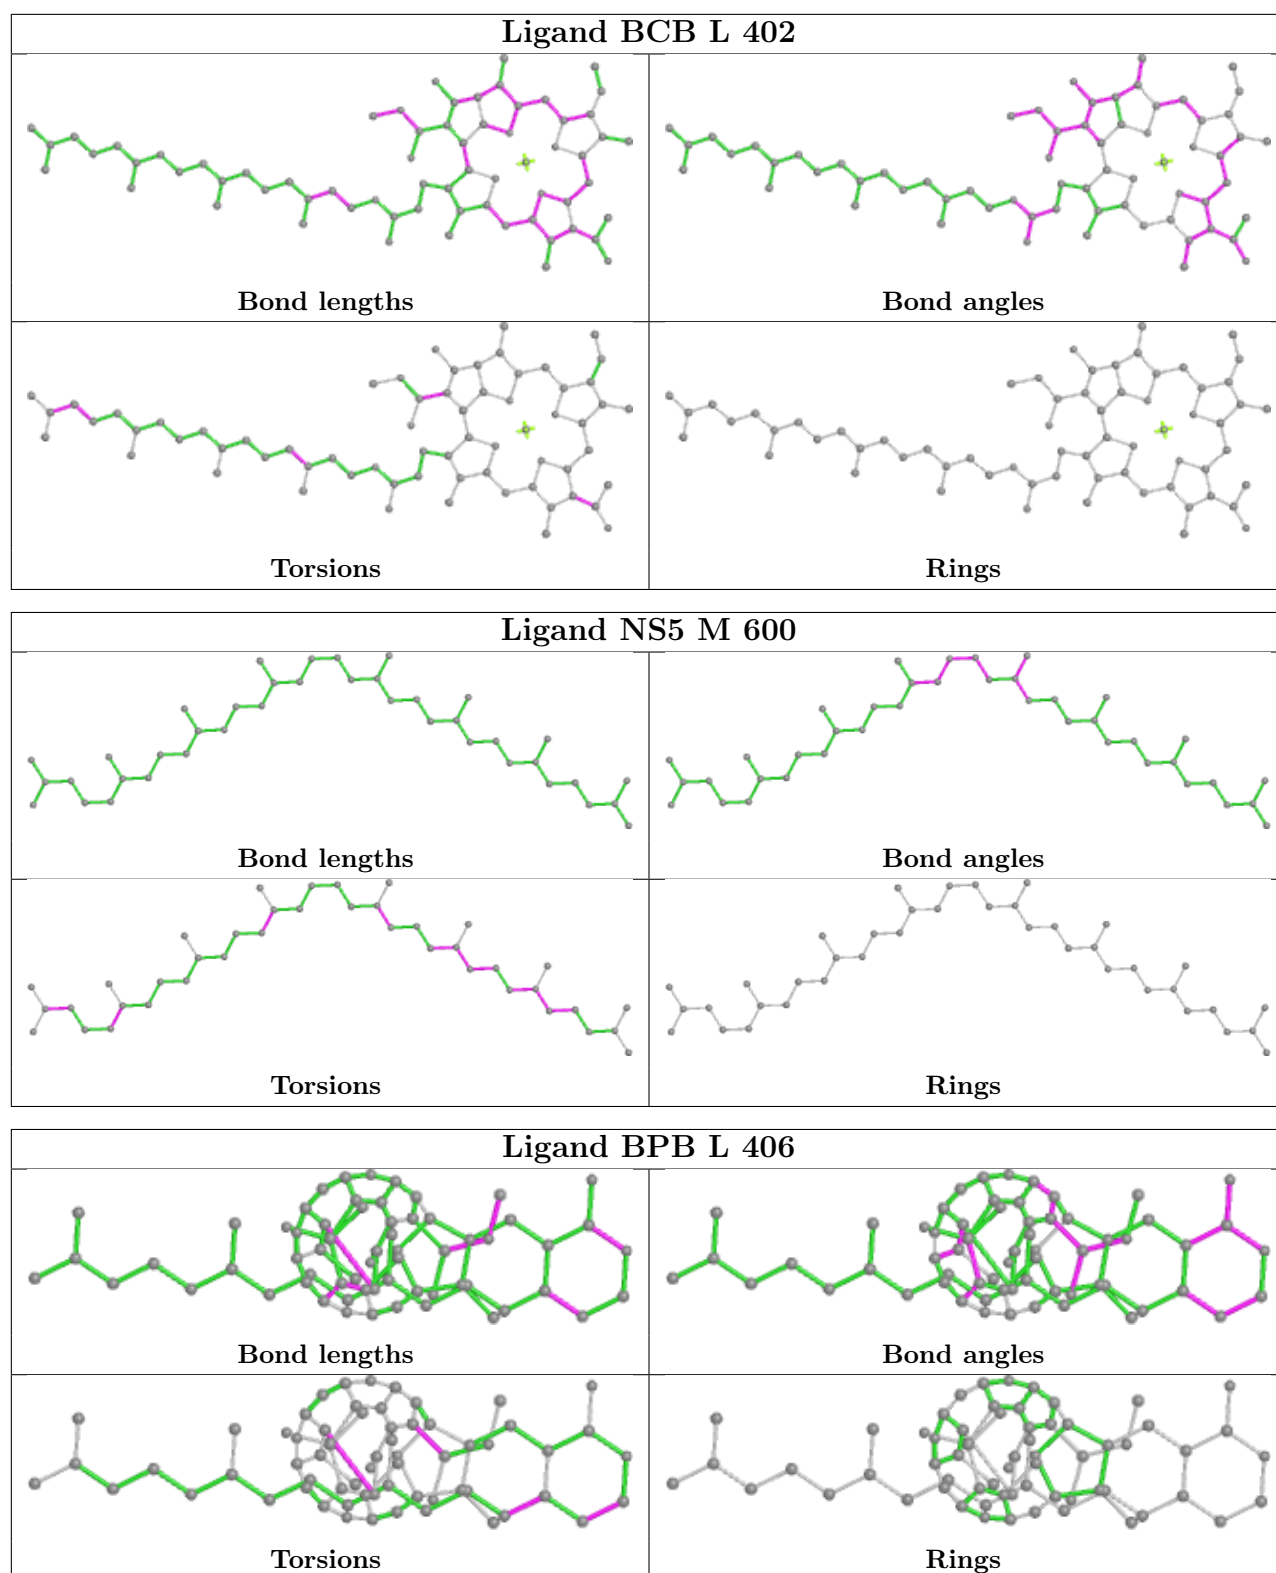 Ligand BCB L 402
Bond lengths
Bond angles
Torsions
Rings
Ligand NS5 M 600
Bond lengths
Bond angles
Torsions
Rings
Ligand BPB L 406
Bond lengths
Bond angles
Torsions
Rings